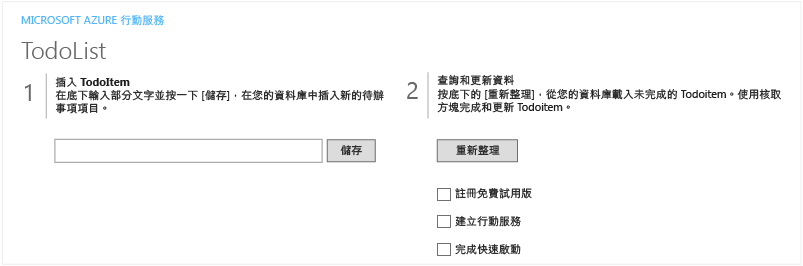 MICROSOFT AZURE 行動服務
TodoList
1
插入 TodoItem
在底下輸入部分文字並按一下 [儲存]，在您的資料庫中插入新的待辦
事項項目。
儲存
2
查詢和更新資料
按底下的 [重新整理]，從您的資料庫載入未完成的 Todoitem。使用核取
方塊完成和更新 Todoitem。
重新整理
註冊免費試用版
建立行動服務
完成快速啟動